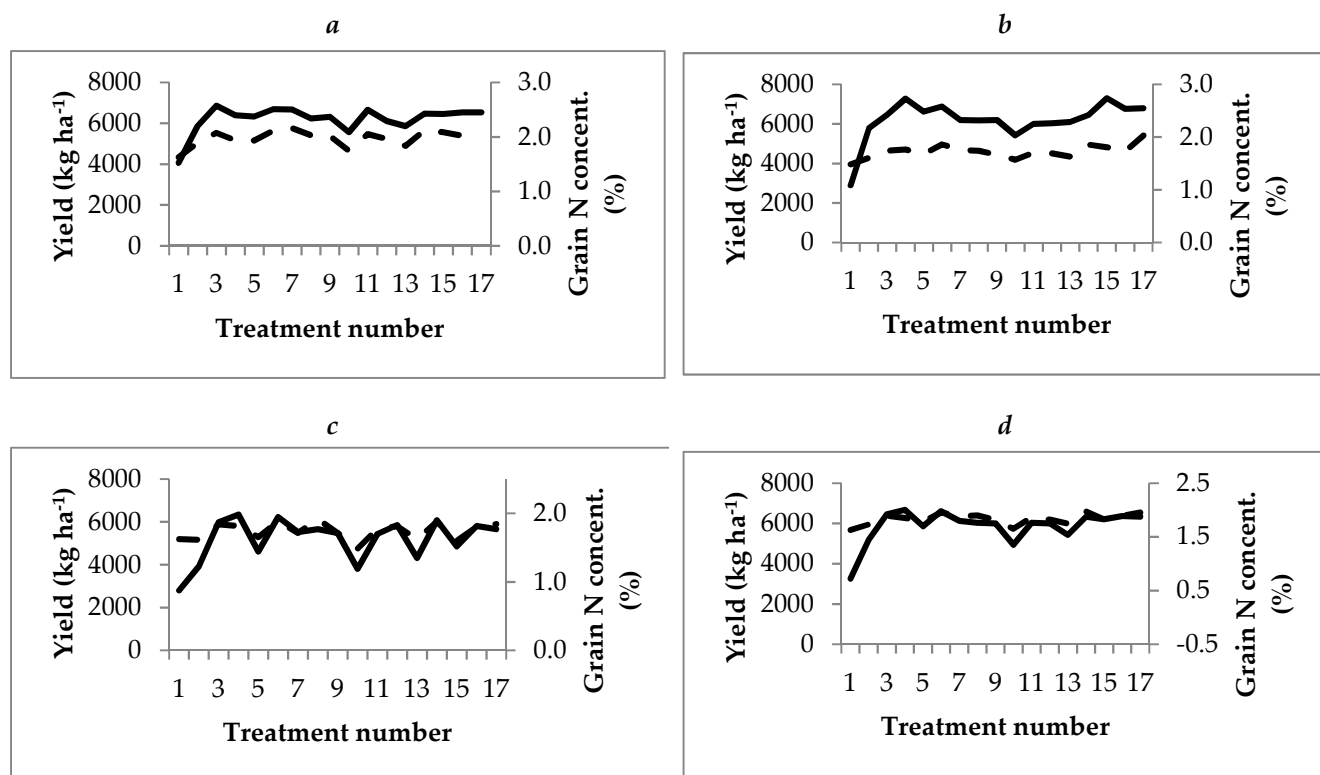 a
8000
6000
4000
2000
0
3.0
2.0
1.0
0.0
Yield (kg ha-1)
Grain N concent.
(%)
1 3 5 7 9 11 13 15 17
Treatment number
b
8000
6000
4000
2000
0
3.0
2.0
1.0
0.0
Yield (kg ha-1)
Grain N concent.
(%)
1 3 5 7 9 11 13 15 17
Treatment number
c
8000
6000
4000
2000
0
2.0
1.0
0.0
Yield (kg ha-1)
Grain N concent.
(%)
1 3 5 7 9 11 13 15 17
Treatment number
d
8000
6000
4000
2000
0
2.5
1.5
0.5
-0.5
Yield (kg ha-1)
Grain N concent.
(%)
1 3 5 7 9 11 13 15 17
Treatment number